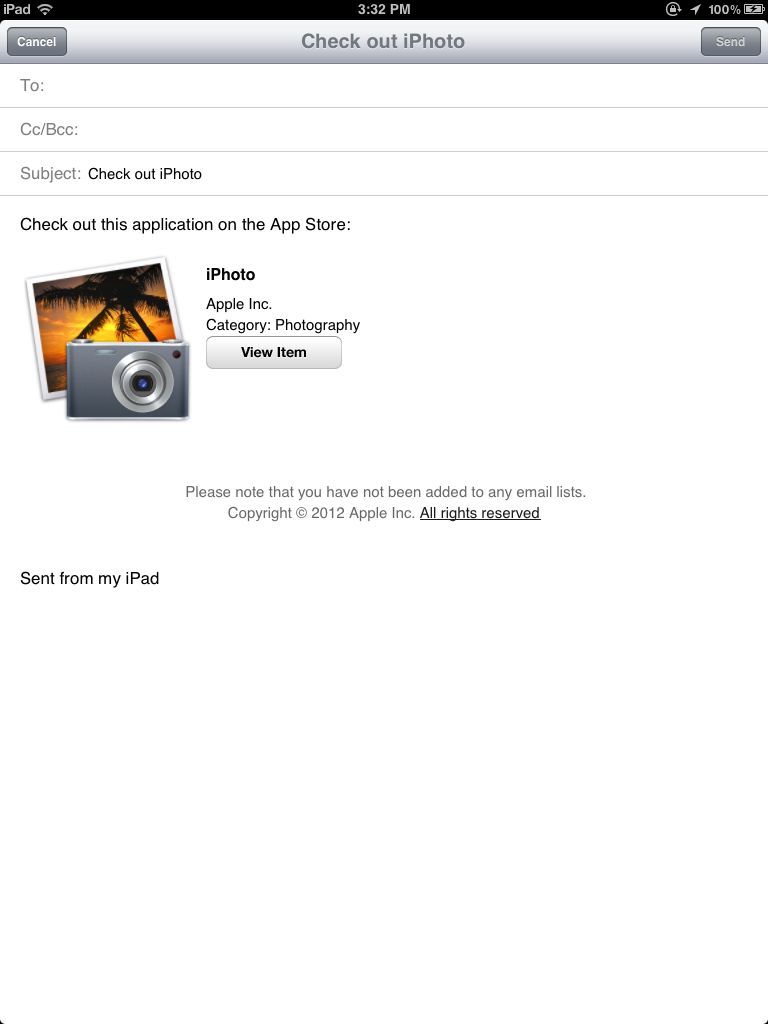 iPad 3:32 PM 100%
Cancel Check out iPhoto Send
To:
Cc/Bcc:
Subject: Check out iPhoto
Check out this application on the App Store:
iPhoto
Apple Inc.
Category: Photography
View Item
Please note that you have not been added to any email lists.
Copyright © 2012 Apple Inc. All rights reserved
Sent from my iPad